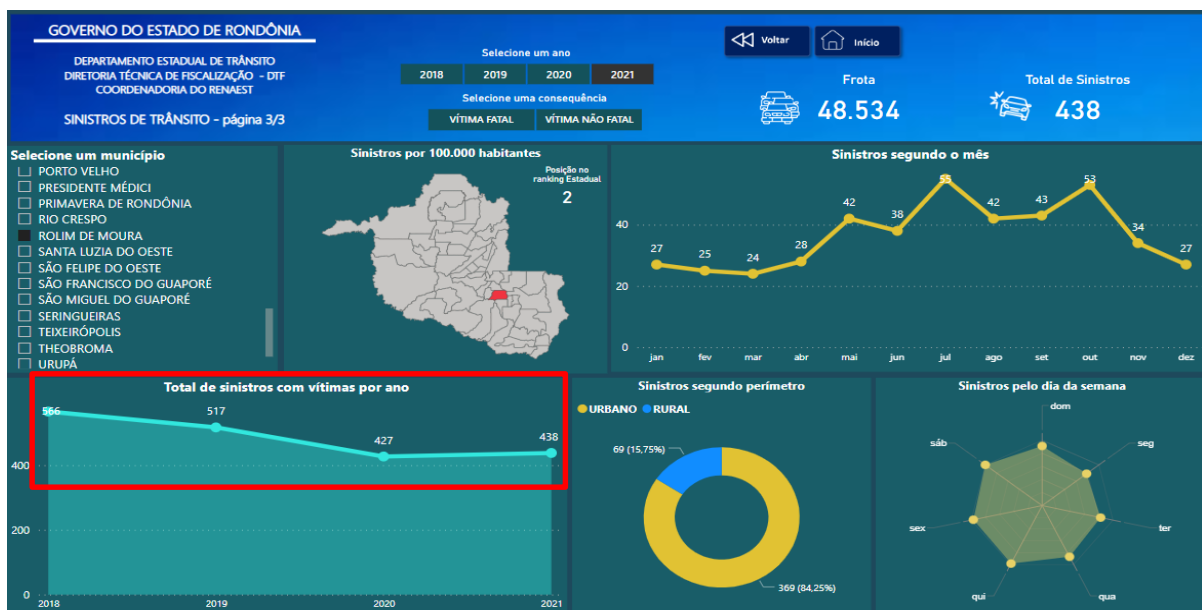 GOVERNO DO ESTADO DE RONDÔNIA
DEPARTAMENTO ESTADUAL DE TRÂNSITO
DIRETORIA TÉCNICA DE FISCALIZAÇÃO - DTF
COORDENADORIA DO RENAEST
SINISTROS DE TRÂNSITO - página 3/3
Selecione um ano
2018 2019 2020 2021
Selecione uma consequência
VÍTIMA FATAL VÍTIMA NÃO FATAL
Voltar Início
Frota
48.534
Total de Sinistros
438
Selecione um município
PORTO VELHO
PRESIDENTE MÉDICI
PRIMAVERA DE RONDÔNIA
RIO CRESPO
ROLIM DE MOURA
SANTA LUZIA DO OESTE
SÃO FELIPE DO OESTE
SÃO FRANCISCO DO GUAPORÉ
SÃO MIGUEL DO GUAPORÉ
SERINGUEIRAS
TEIXEIRÓPOLIS
THEOBROMA
URUPÁ
Sinistros por 100.000 habitantes
Posição no
ranking Estadual
2
Sinistros segundo o mês
27 25 24 28 42 38 55 42 43 53 34 27
40
20
0
jan fev mar abr mai jun jul ago set out nov dez
Total de sinistros com vítimas por ano
566 517 427 438
400
200
0
2018 2019 2020 2021
Sinistros segundo perímetro
URBANO RURAL
69 (15,75%)
369 (84,25%)
Sinistros pelo dia da semana
dom
seg
ter
qua
qui
sex
sáb